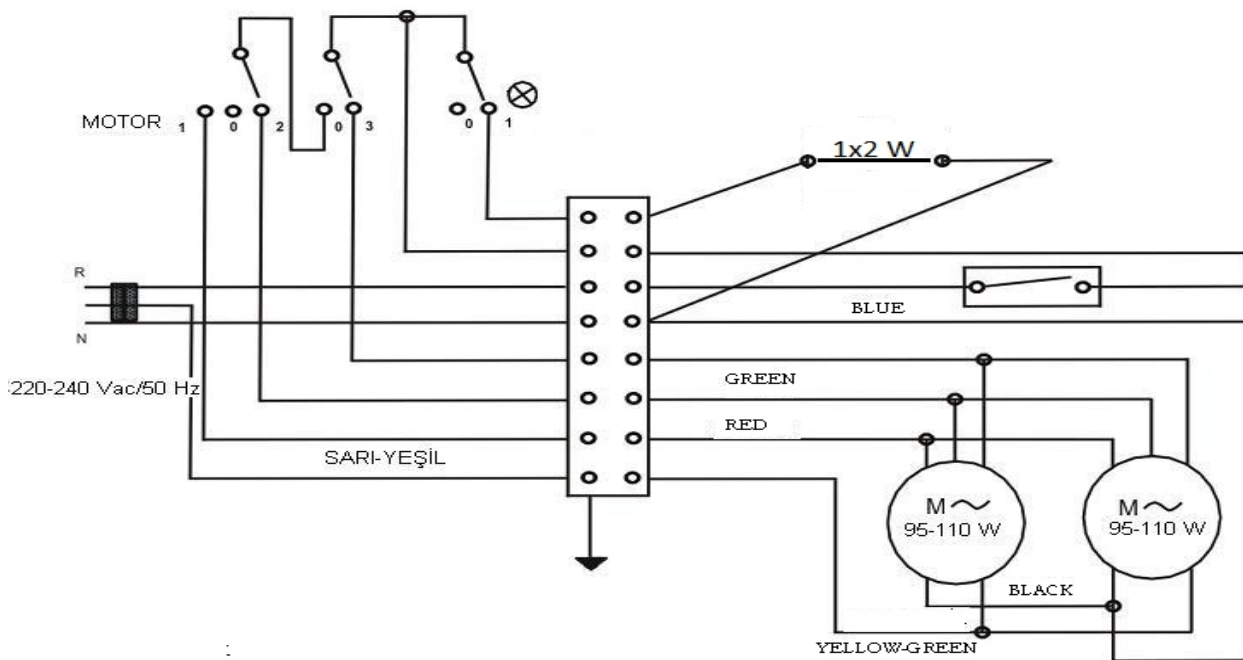 MOTOR 1 0 2 0 3 0 1
1x2 W
R
BLUE
N
GREEN
-220-240 Vac/50 Hz
RED
SARI-YEŞİL
M
95-110 W
M
95-110 W
BLACK
YELLOW-GREEN
: